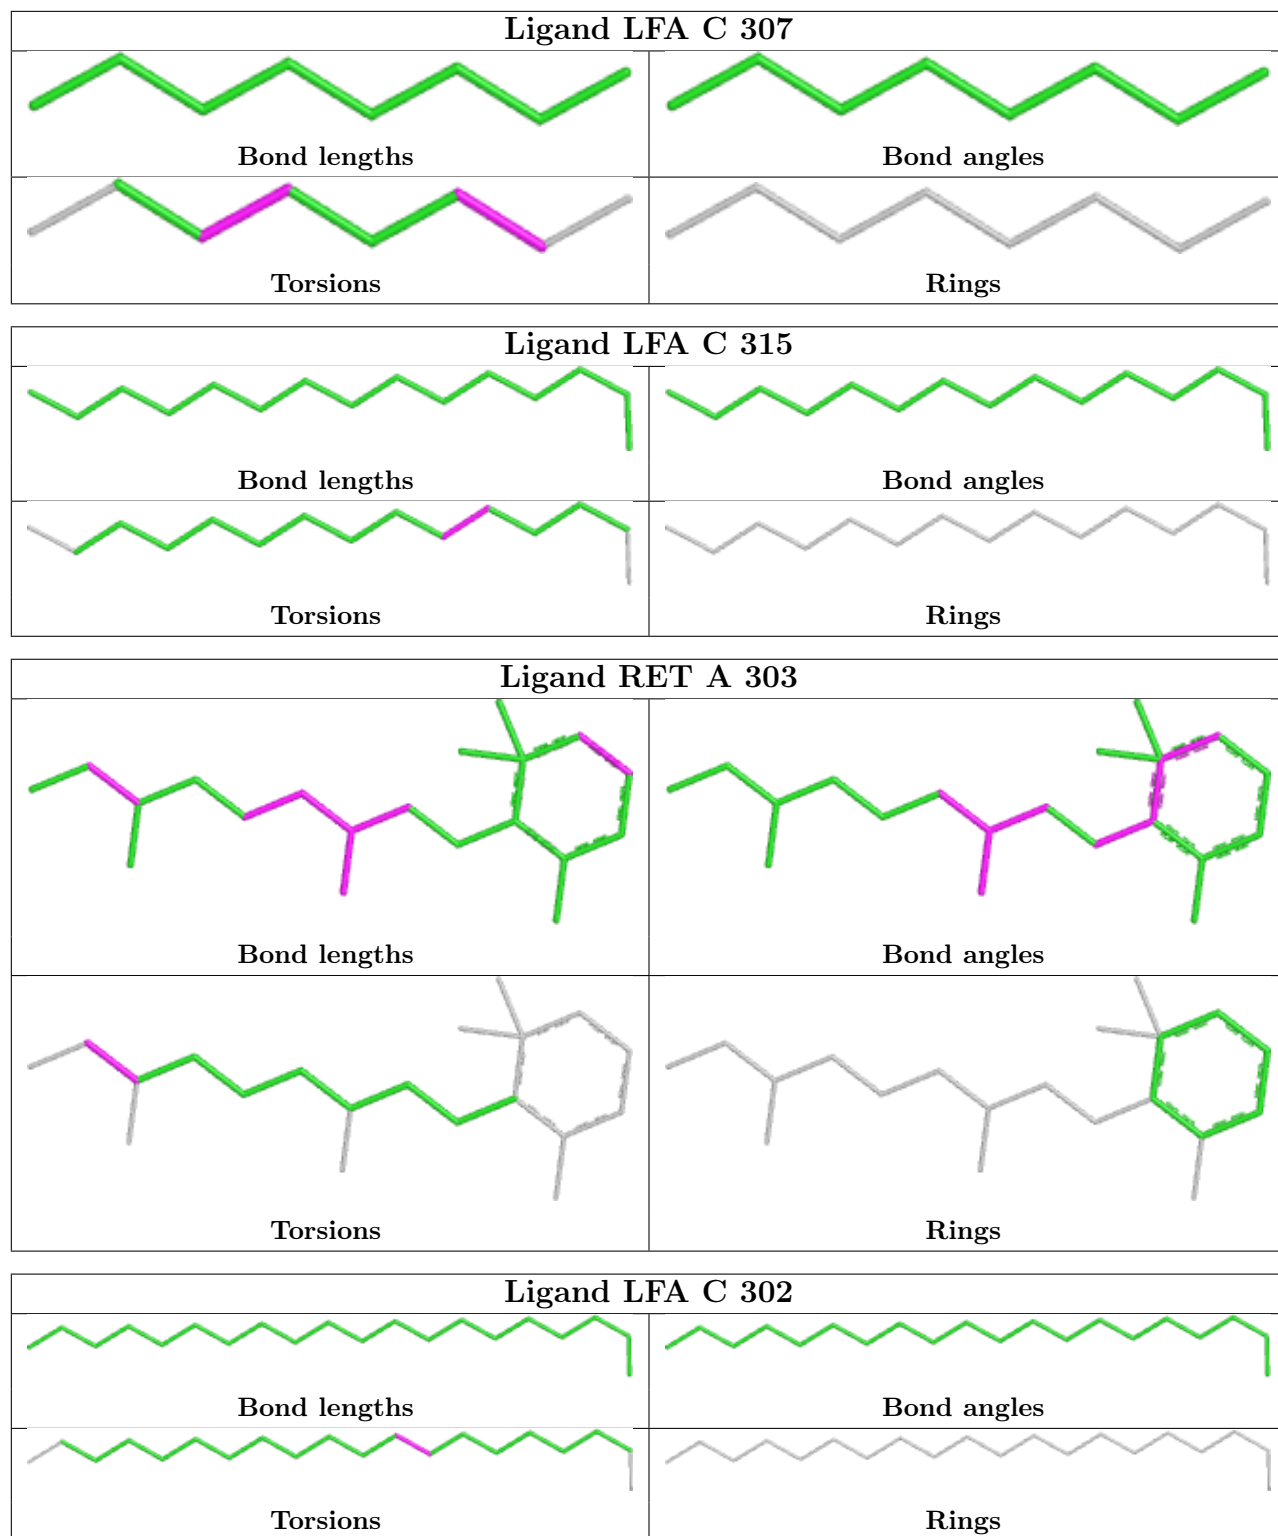 Ligand LFA C 307
Bond lengths Bond angles
Torsions Rings
Ligand LFA C 315
Bond lengths Bond angles
Torsions Rings
Ligand RET A 303
Bond lengths Bond angles
Torsions Rings
Ligand LFA C 302
Bond lengths Bond angles
Torsions Rings